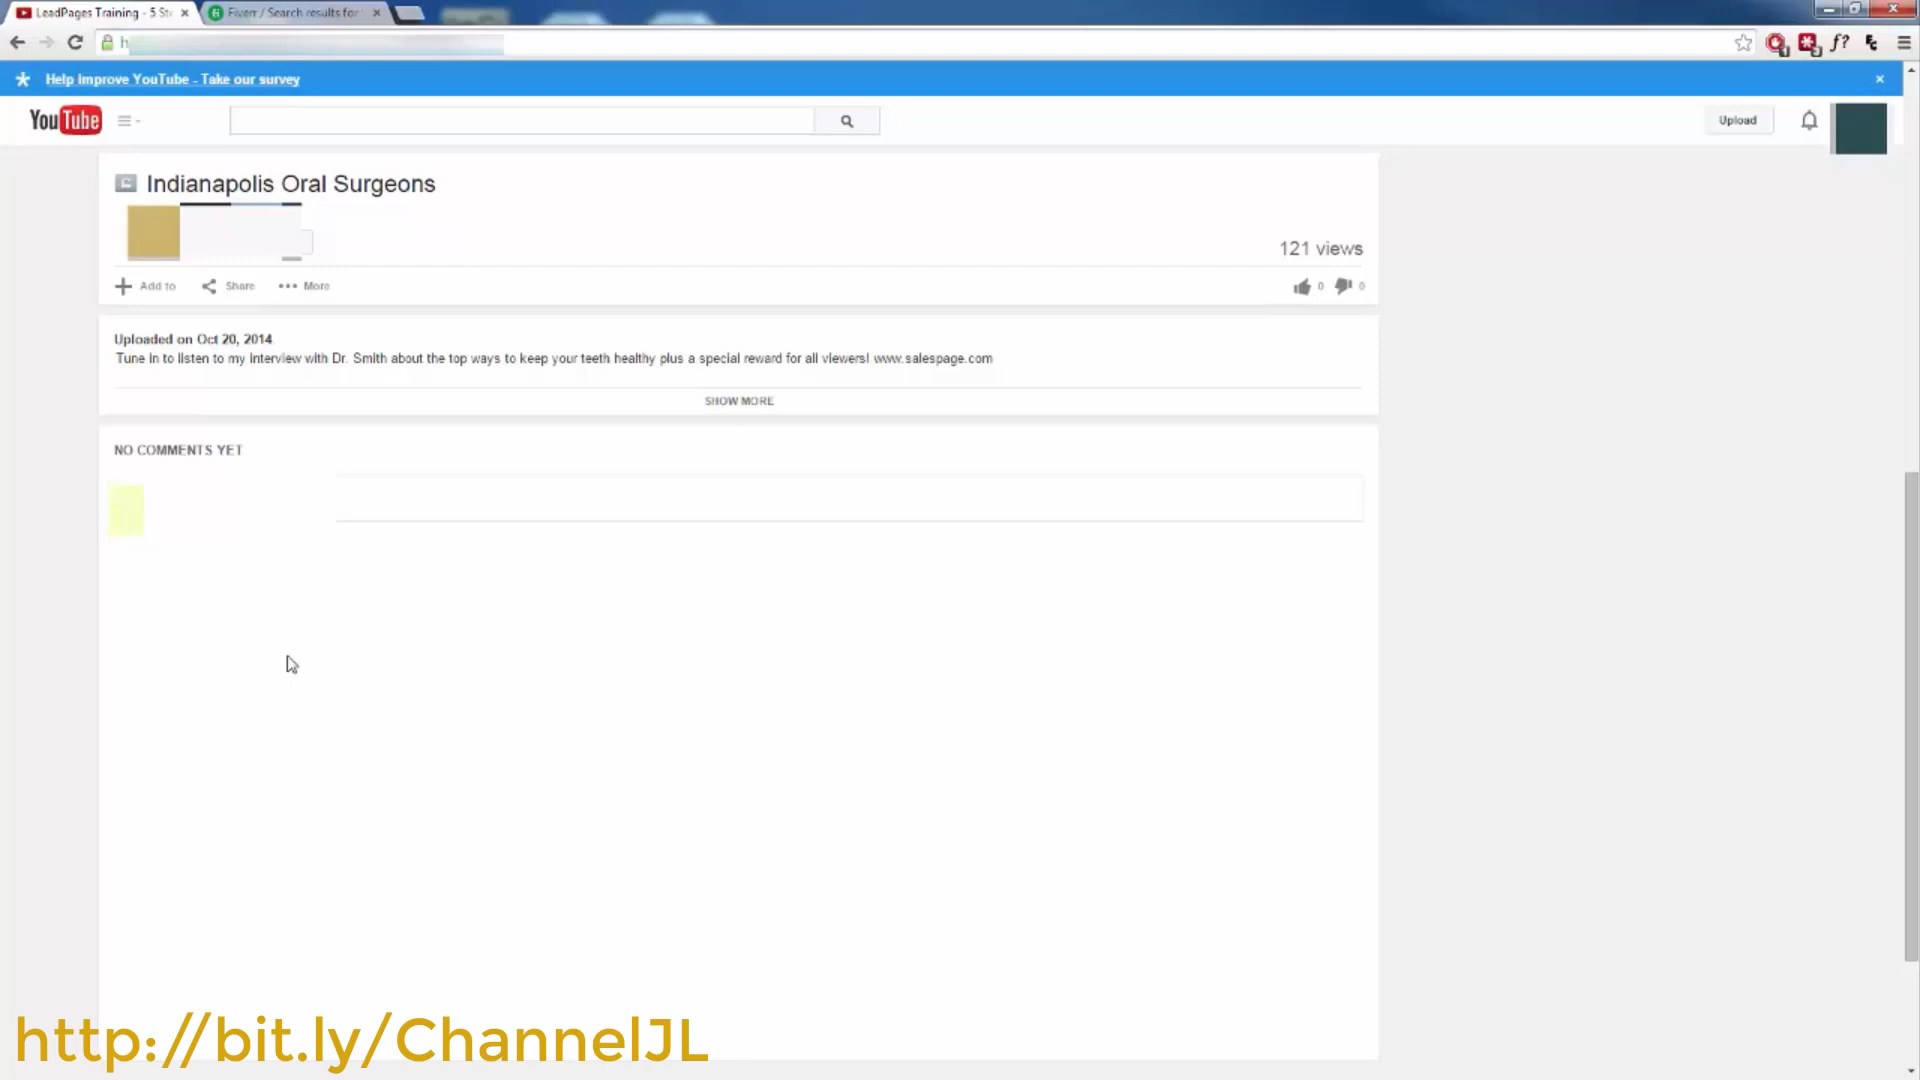 LeadPages Training - 5 St
Fiverr / Search results for
h
Help improve YouTube - Take our survey
YouTube
Upload
Indianapolis Oral Surgeons
121 views
Add to
Share
More
0
0
Uploaded on Oct 20, 2014
Tune in to listen to my interview with Dr. Smith about the top ways to keep your teeth healthy plus a special reward for all viewers! www.salespage.com
SHOW MORE
NO COMMENTS YET
http://bit.ly/ChannelJL